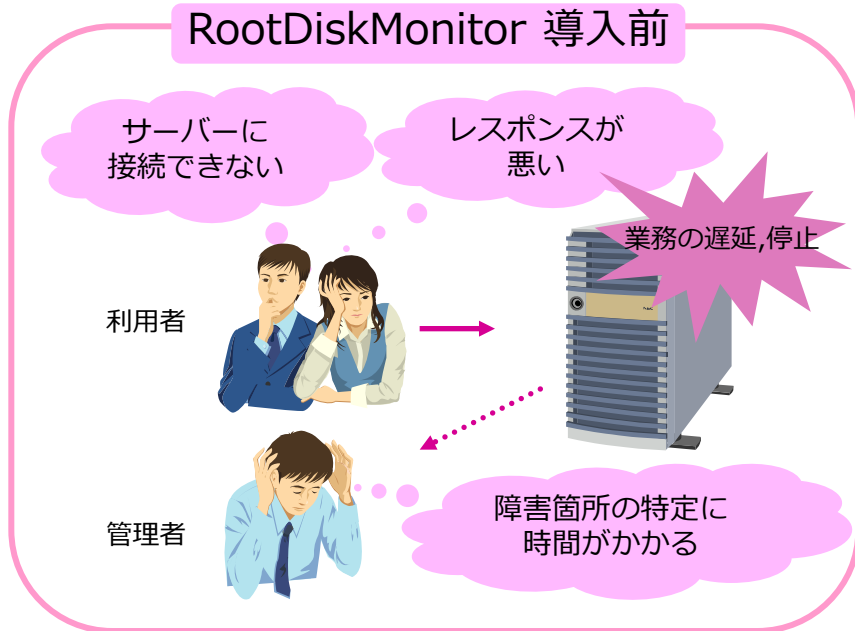 RootDiskMonitor 導入前
サーバーに
接続できない
レスポンスが
悪い
業務の遅延,停止
利用者
管理者
障害箇所の特定に
時間がかかる